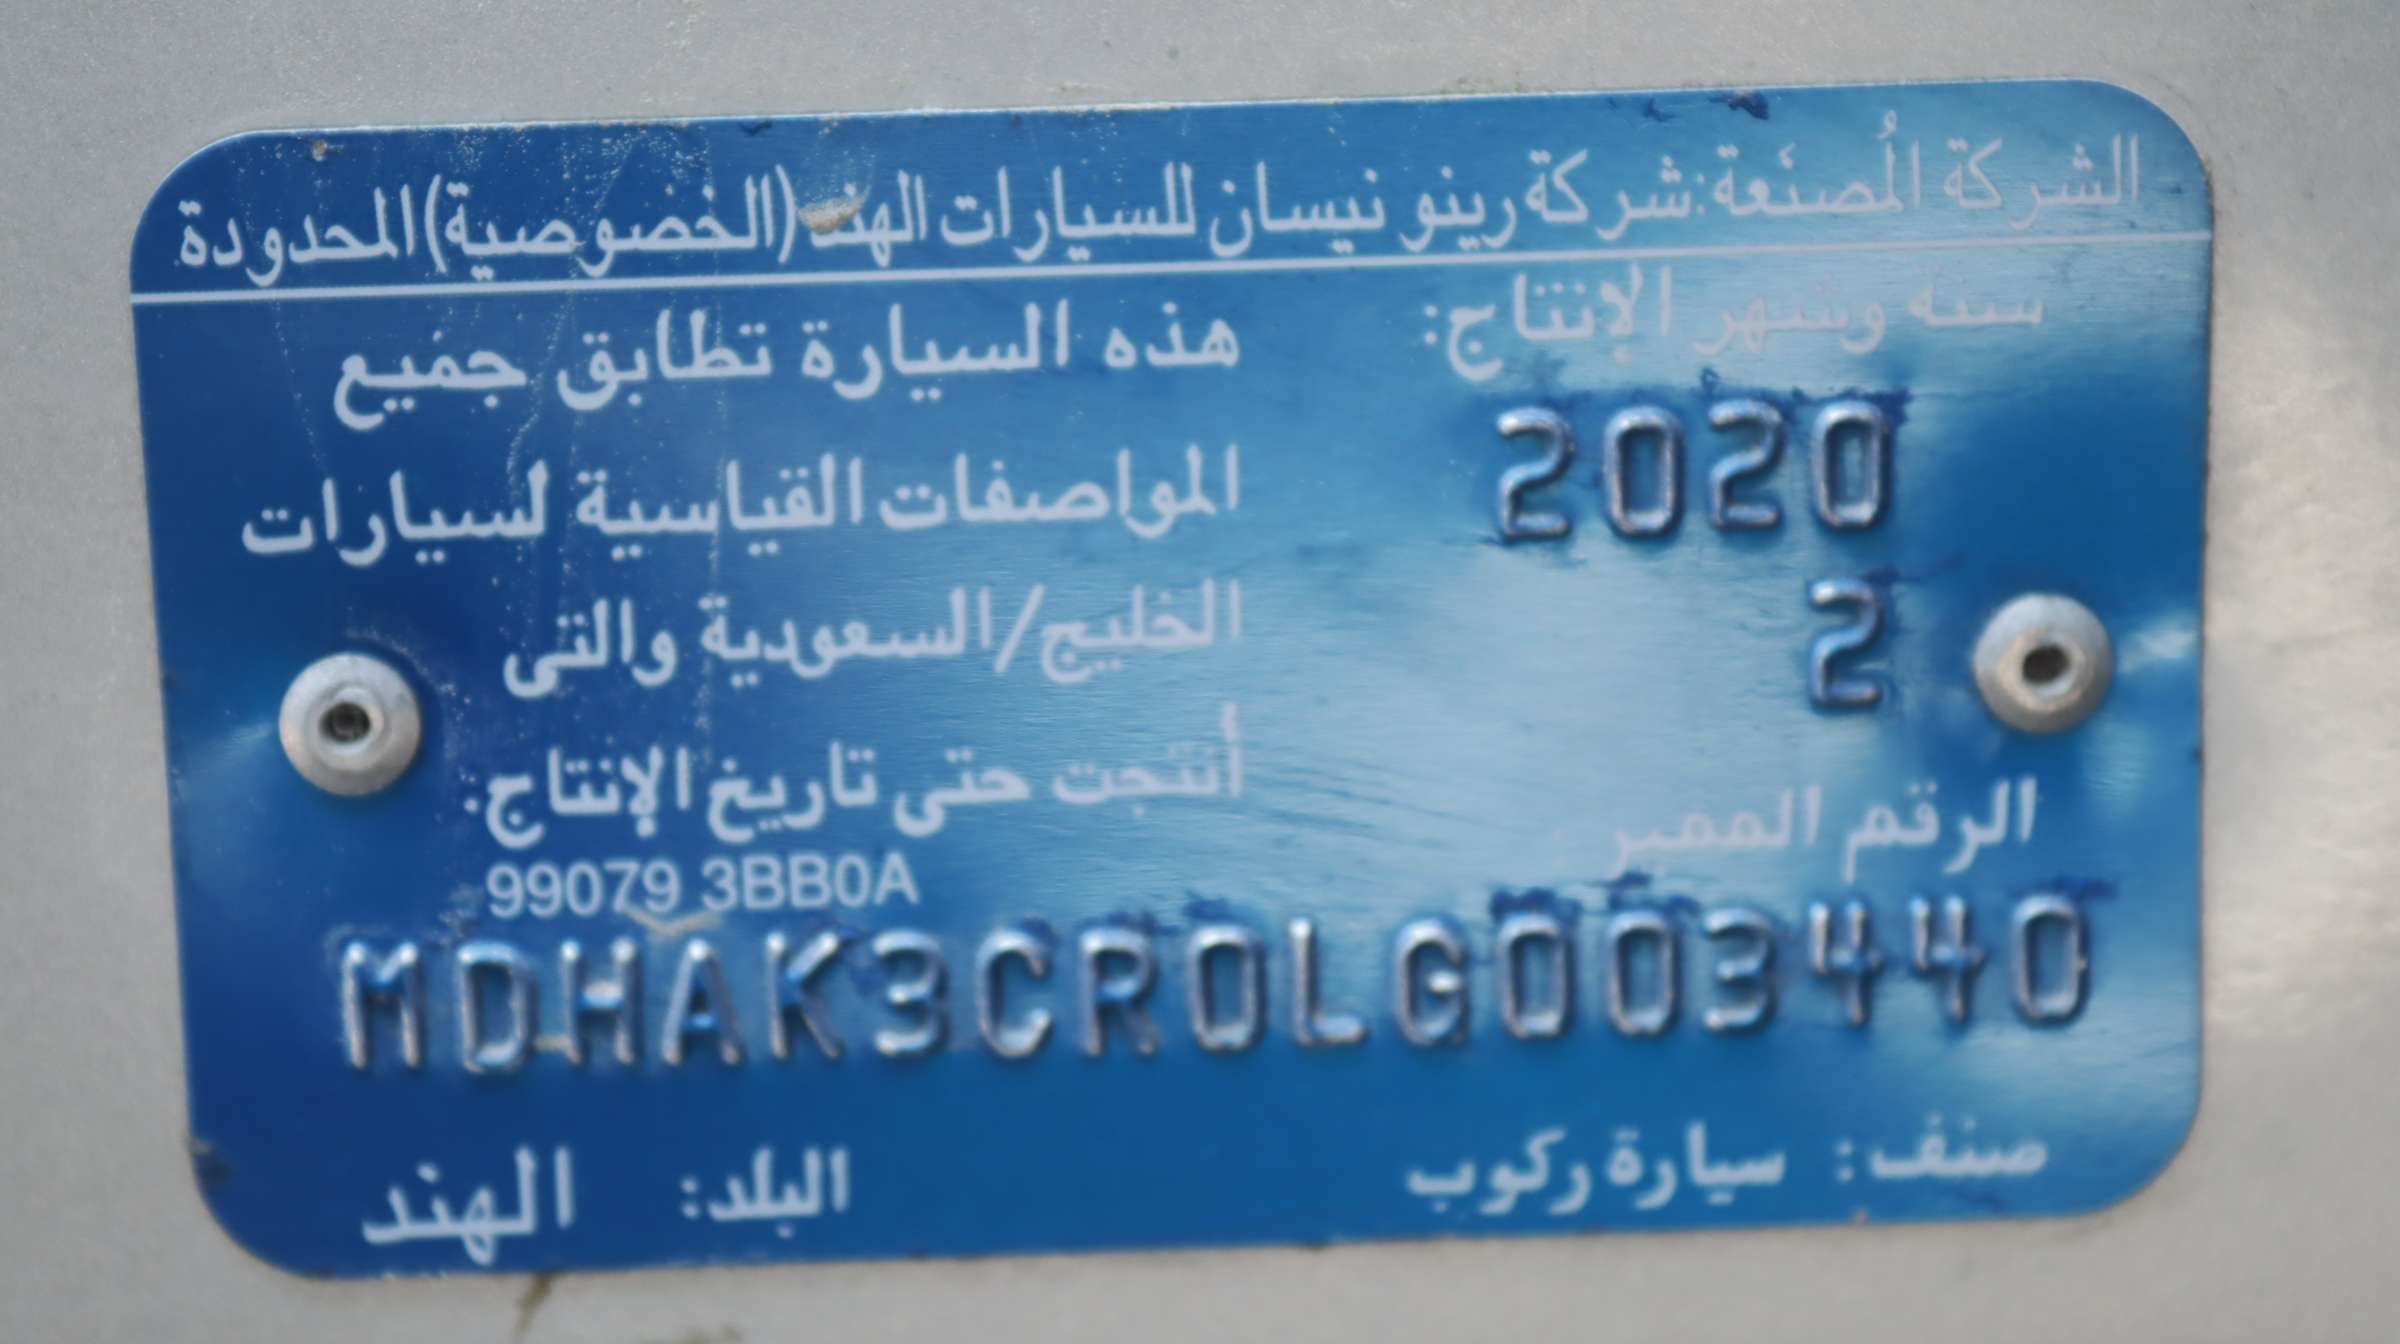 الشركة المُصنَعة: شركة رينو نيسان للسيارات الهند (الخضوصية) المحدودة
سنة وشهر الإنتاج:
2020
2
هذه السيارة تطابق جميع
المواصفات القياسية لسيارات
الخليج/السعودية والتى
أنتجت حتى تاريخ الإنتاج:
99079 3BB0A
الرقم المميز
MDHAK3CR0LG003440
صنف: سيارة ركوب
البلد: الهند